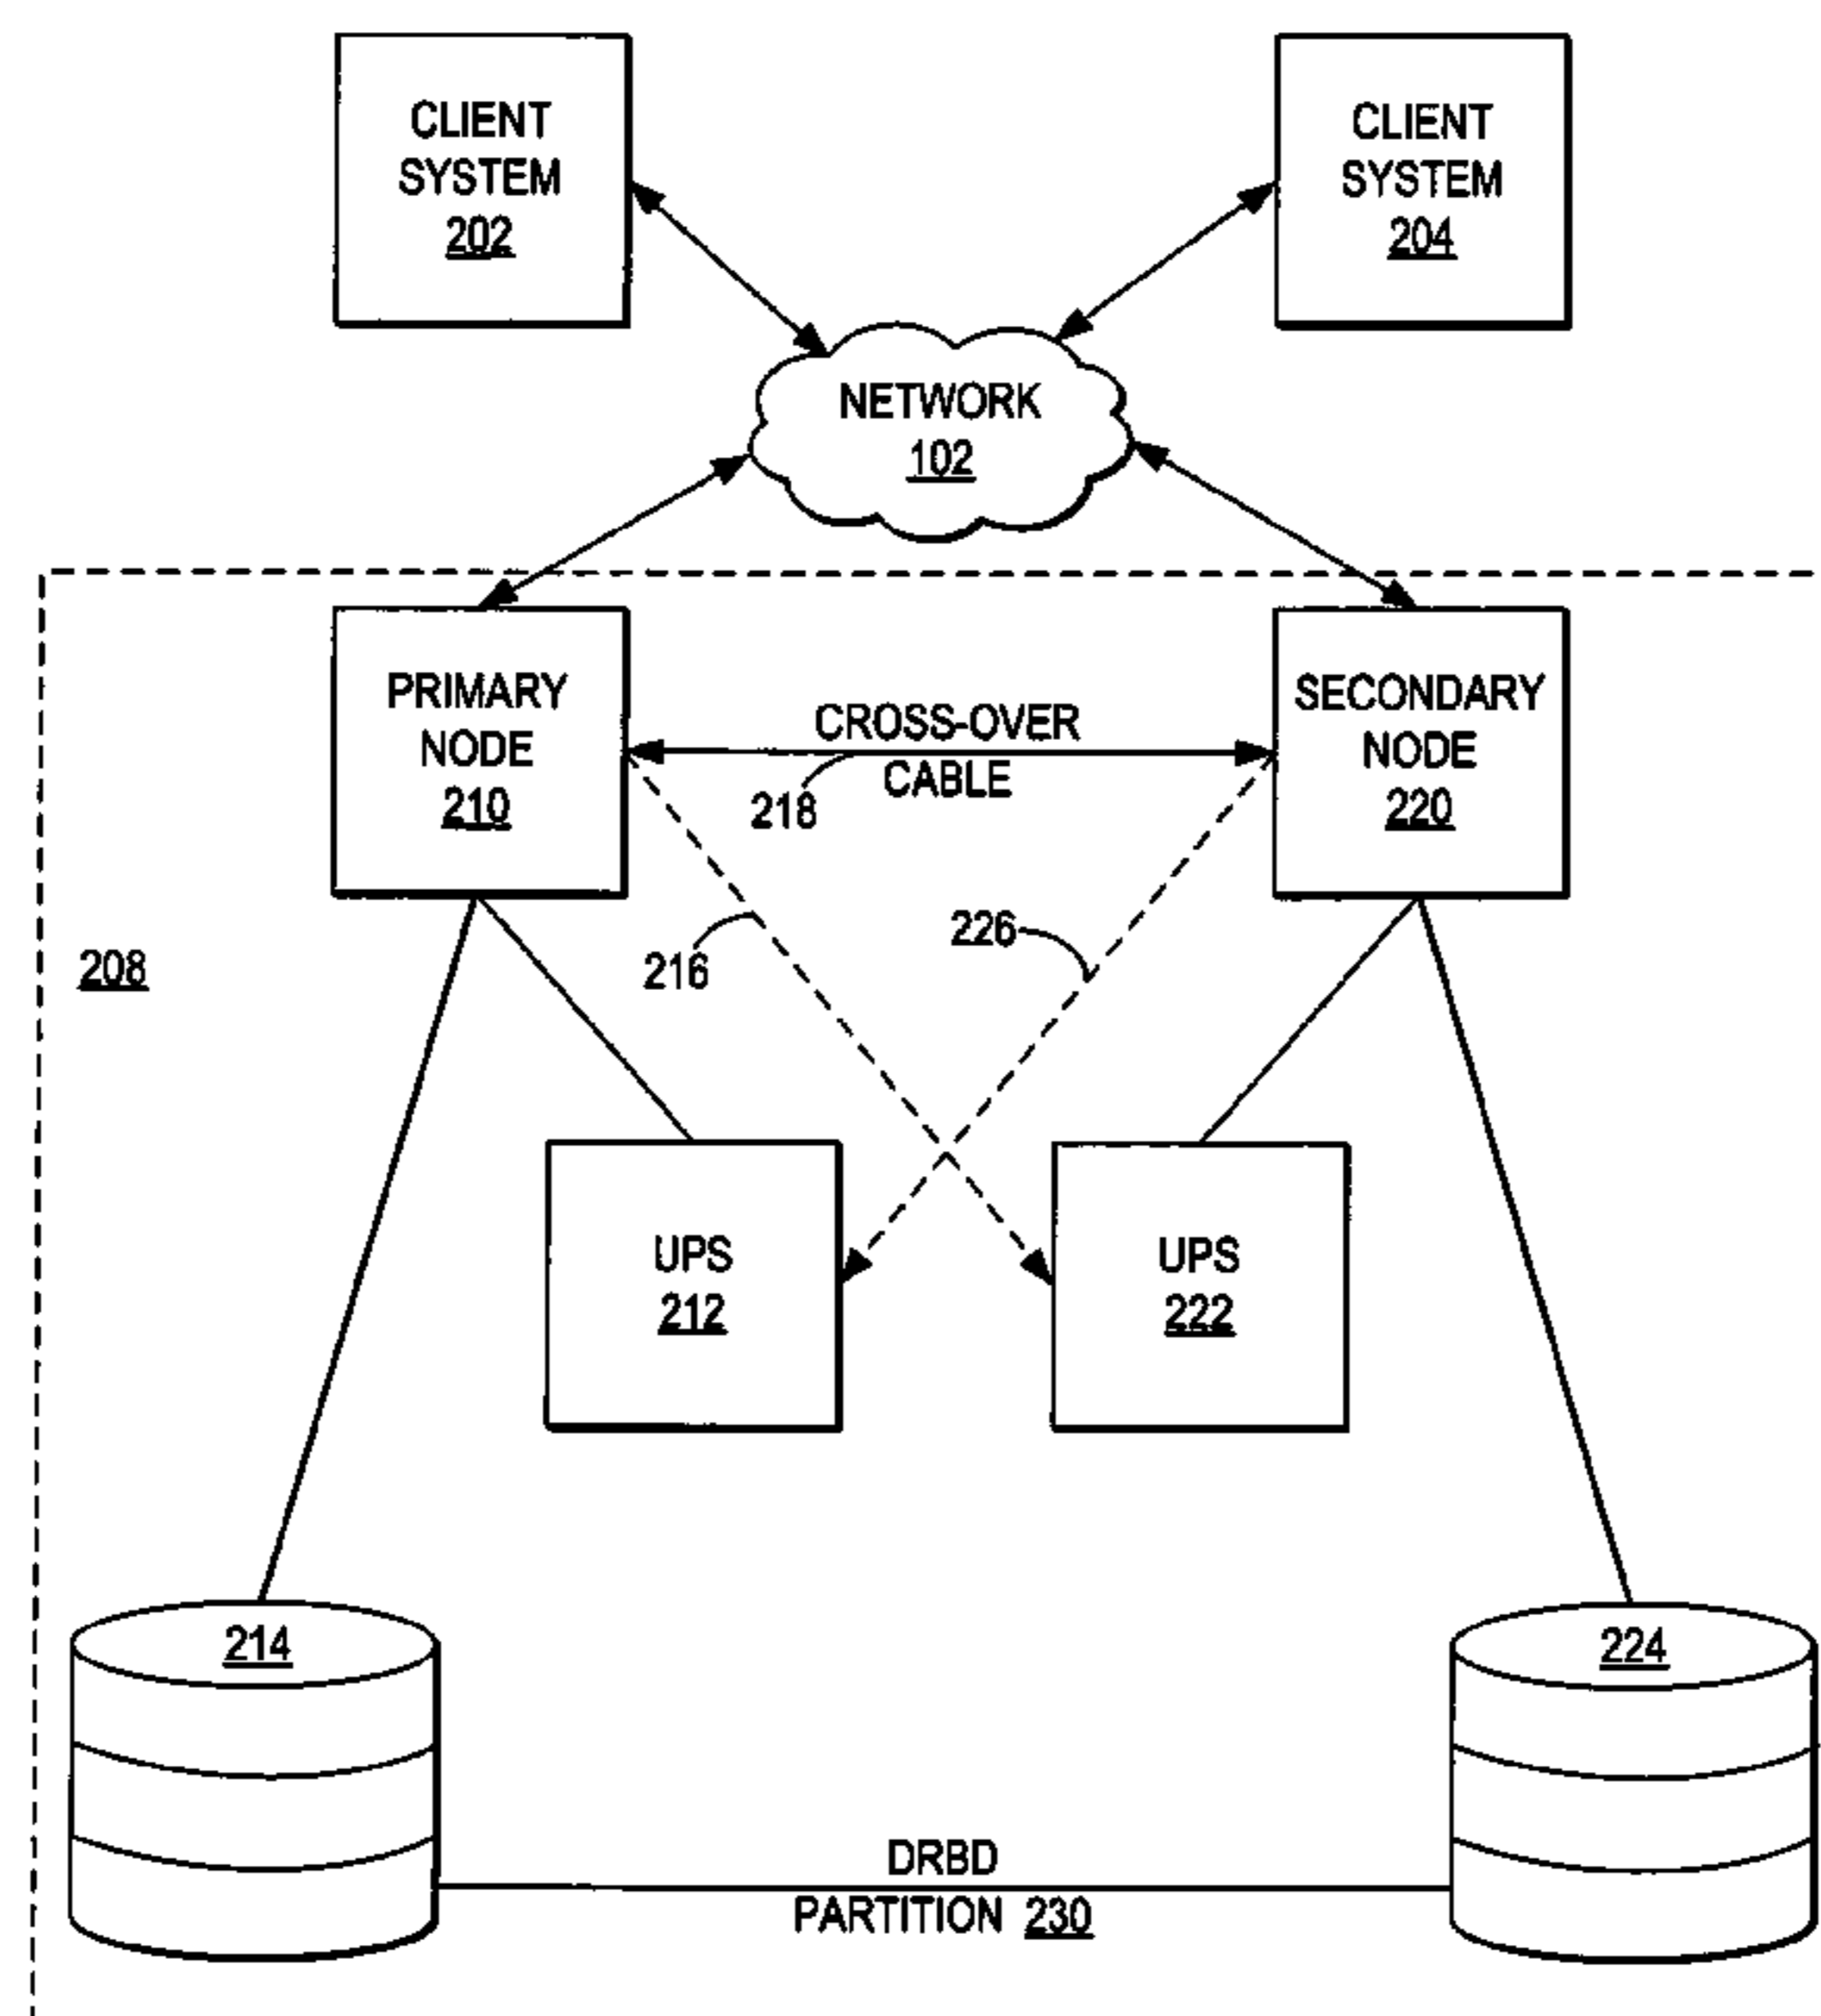 CLIENT
SYSTEM
202
CLIENT
SYSTEM
204
NETWORK
102
PRIMARY
NODE
210
CROSS-OVER
CABLE
218
SECONDARY
NODE
220
208
216
226
UPS
212
UPS
222
214
224
DRBD
PARTITION 230